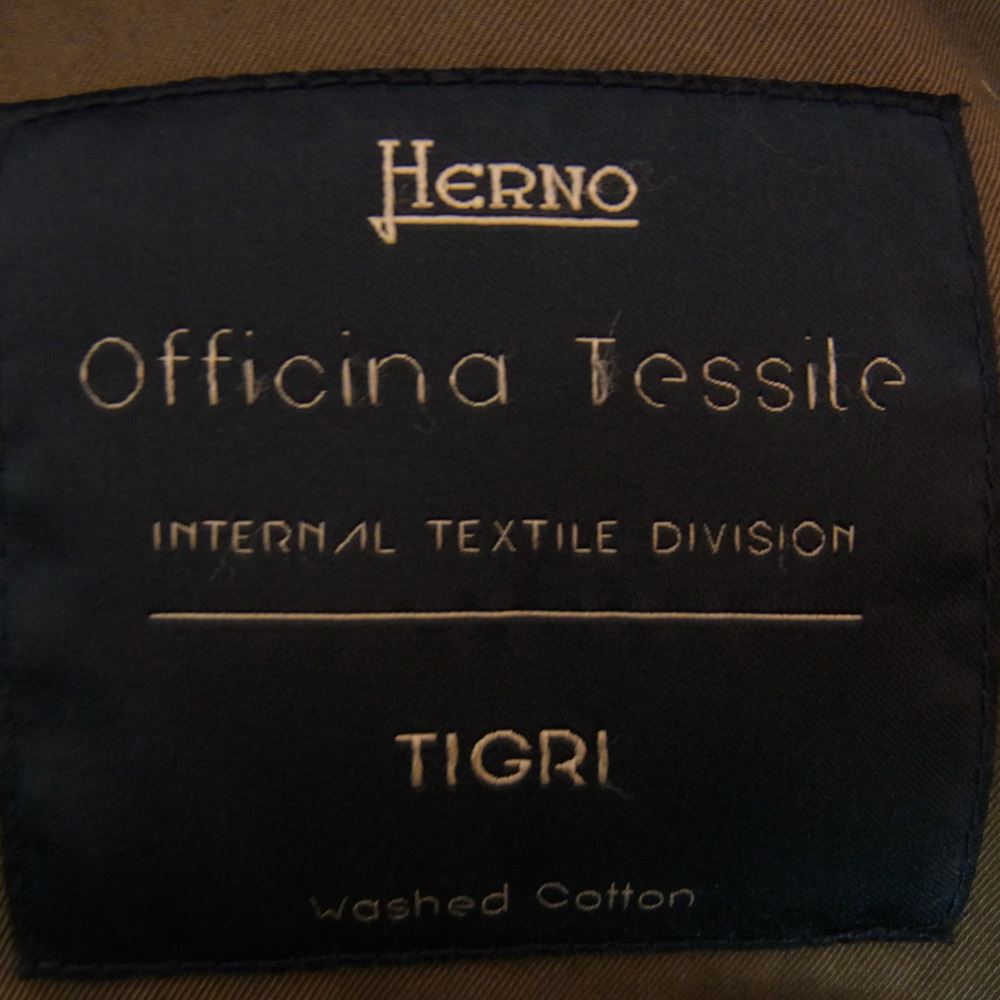 HERNO
Officina Tessile
INTERNAL TEXTILE DIVISION
TIGRI
Washed Cotton